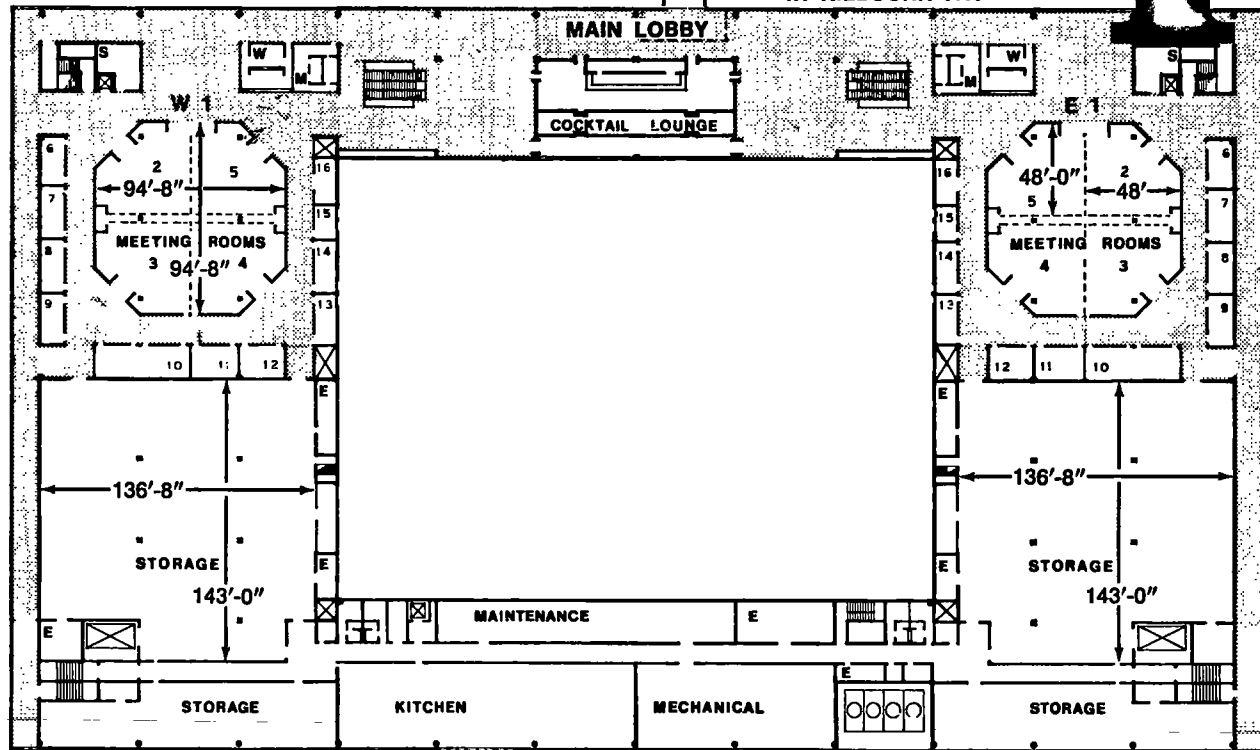 MAIN LOBBY
S
W
M
W
M
S
W 1
E 1
COCKTAIL LOUNGE
6
2
5
16
16
5
2
6
94'-8"
48'-0"
48'
7
15
15
7
MEETING ROOMS
MEETING ROOMS
8
3
94'-8"
4
14
14
4
3
8
9
13
13
9
10
11
12
12
11
10
E
E
136'-8"
136'-8"
STORAGE
E
E
STORAGE
143'-0"
143'-0"
MAINTENANCE
E
E
E
STORAGE
KITCHEN
MECHANICAL
STORAGE